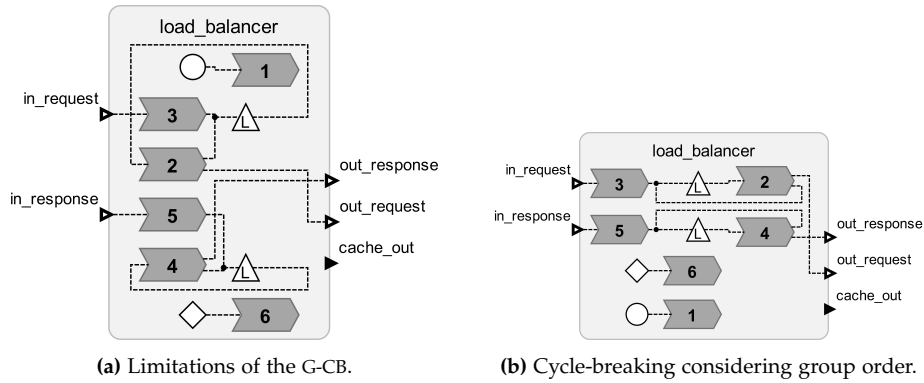 load_balancer
1
in_request
3
L
2
out_response
in_response
5
out_request
4
L
cache_out
6
(a) Limitations of the G-CB.
load_balancer
in_request
3
L
2
in_response
5
L
4
out_response
6
out_request
1
cache_out
(b) Cycle-breaking considering group order.